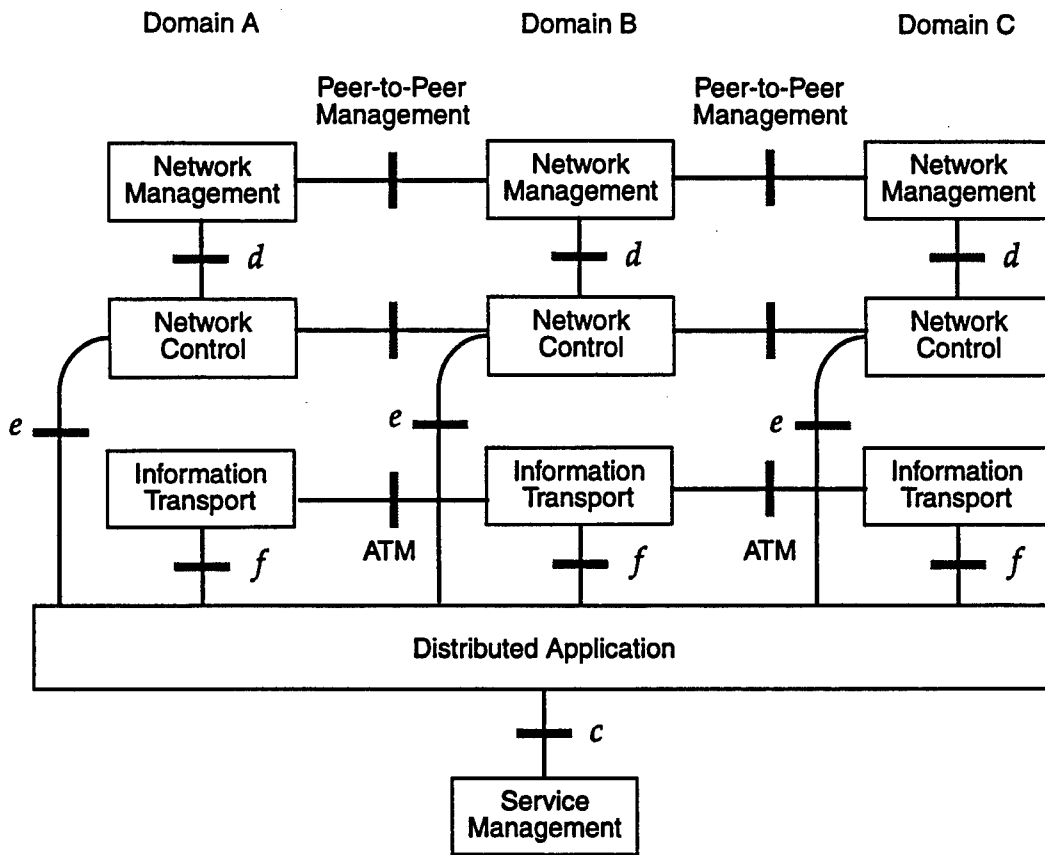 Domain A
Domain B
Domain C
Peer-to-Peer
Management
Peer-to-Peer
Management
Network
Management
Network
Management
Network
Management
d
d
d
Network
Control
Network
Control
Network
Control
e
e
e
Information
Transport
Information
Transport
Information
Transport
ATM
ATM
f
f
f
Distributed Application
c
Service
Management